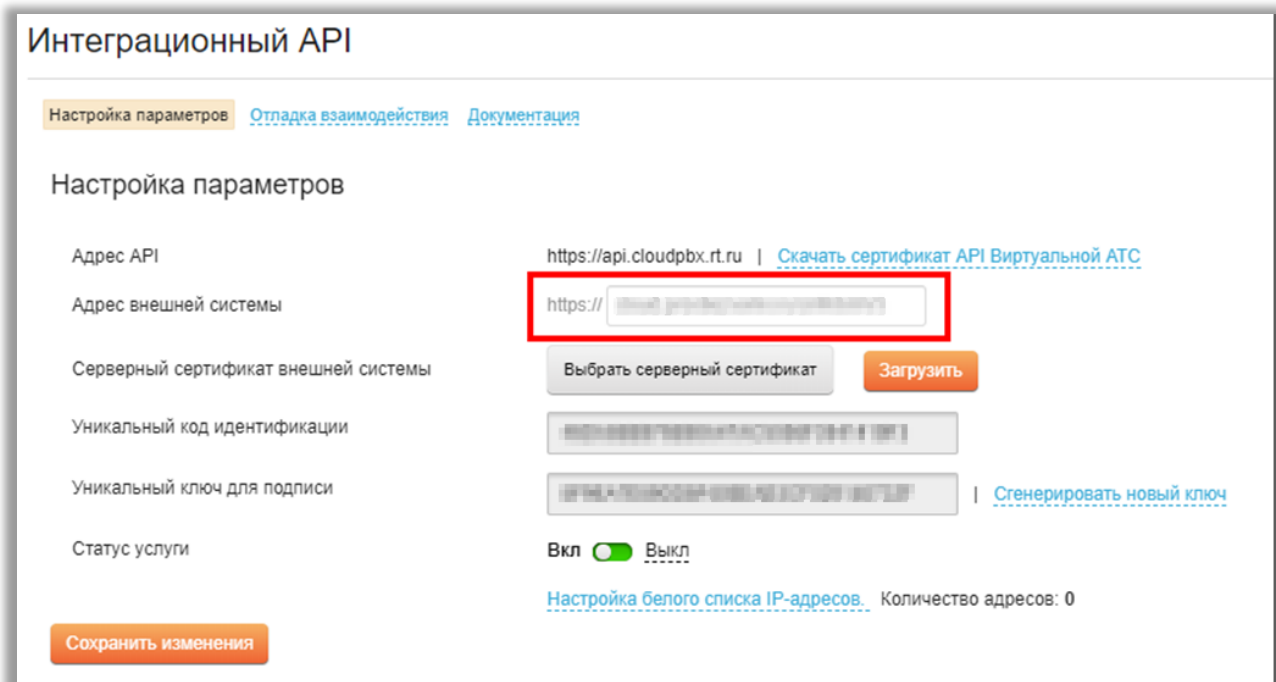 Интеграционный API
Настройка параметров Отладка взаимодействия Документация
Настройка параметров
Адрес API https://api.cloudpbx.rt.ru | Скачать сертификат API Виртуальной АТС
Адрес внешней системы https://
Серверный сертификат внешней системы Выбрать серверный сертификат Загрузить
Уникальный код идентификации
Уникальный ключ для подписи | Сгенерировать новый ключ
Статус услуги Вкл Выкл
Настройка белого списка IP-адресов. Количество адресов: 0
Сохранить изменения